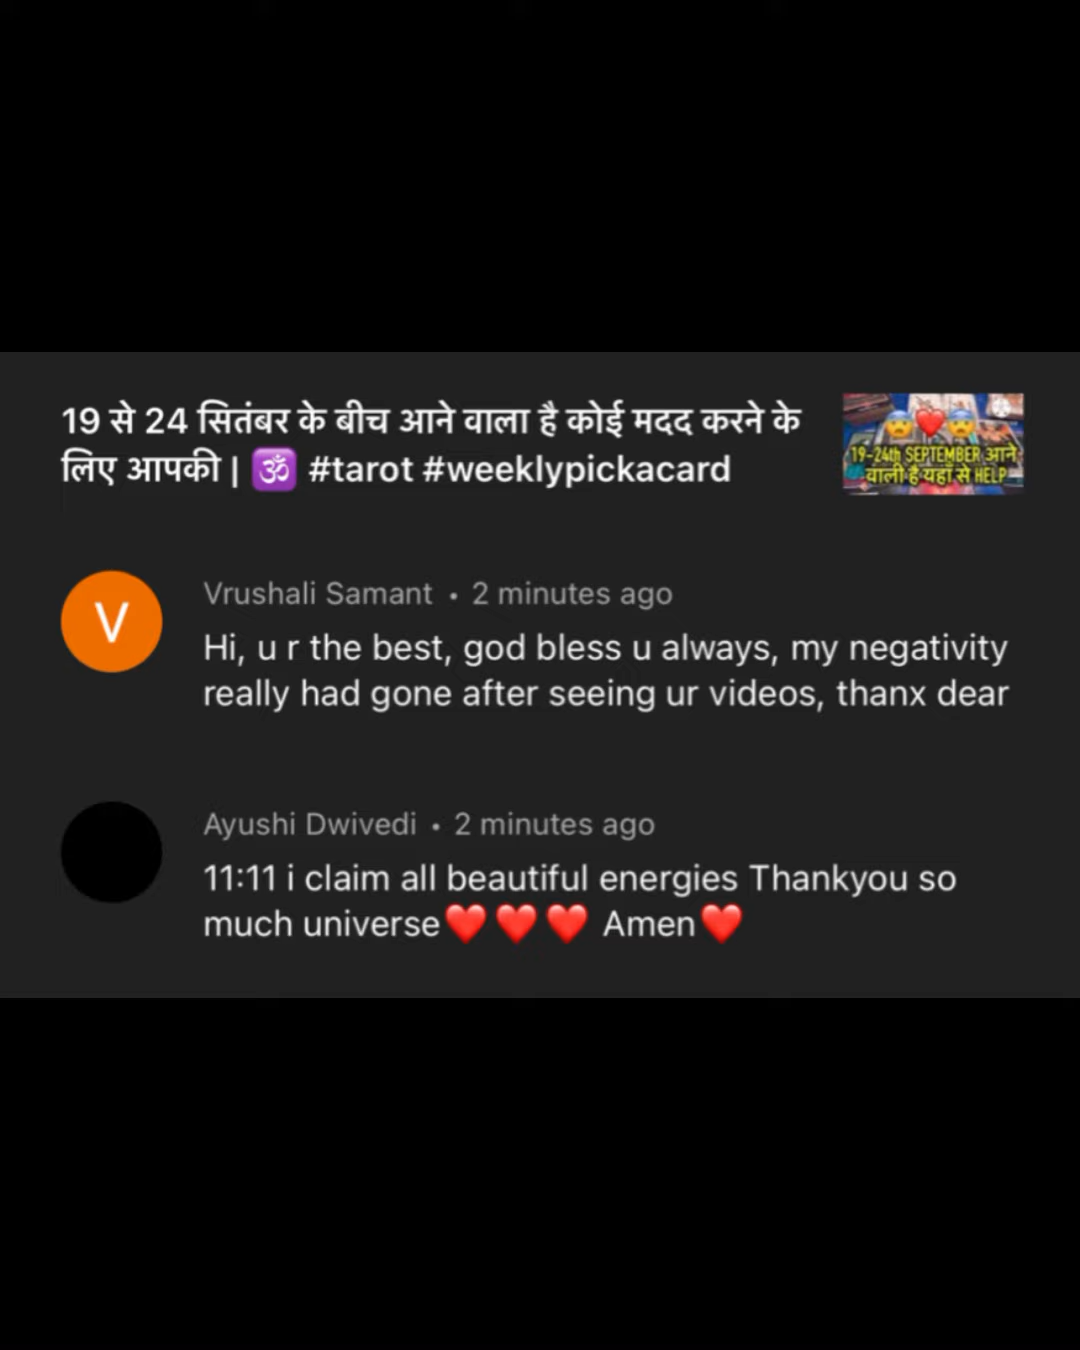 19 से 24 सितंबर के बीच आने वाला है कोई मदद करने के
लिए आपकी | 🕉 #tarot #weeklypickacard
19-24th SEPTEMBER आने
वाली है यहाँ से HELP
V
Vrushali Samant • 2 minutes ago
Hi, u r the best, god bless u always, my negativity
really had gone after seeing ur videos, thanx dear
Ayushi Dwivedi • 2 minutes ago
11:11 i claim all beautiful energies Thankyou so
much universe❤️❤️❤️ Amen❤️